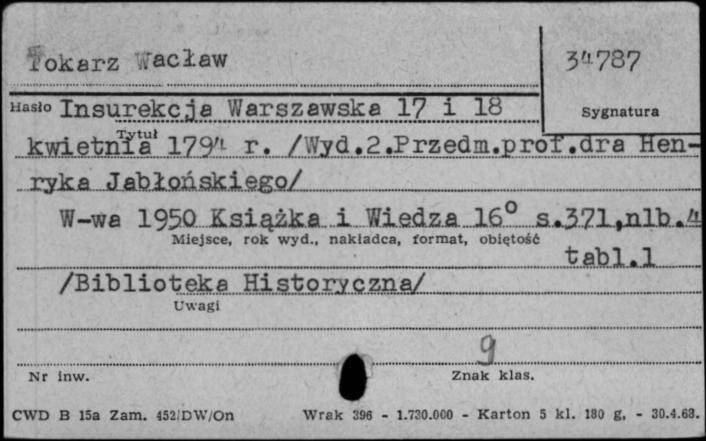 Tokarz Wacław
34787
Hasło Insurekcja Warszawska 17 i 18
Sygnatura
Tytuł
kwietnia 1794 r. /Wyd.2.Przedm.prof.dra Hen-
ryka Jabłońskiego/
W-wa 1950 Książka i Wiedza 16° s.371,nlb.4
Miejsce, rok wyd., nakładca, format, objętość
tabl.1
/Biblioteka Historyczna/
Uwagi
9
Nr inw.
Znak klas.
CWD B 15a Zam. 452/DW/On Wrak 396 - 1.730.000 - Karton 5 kl. 180 g, - 30.4.63.